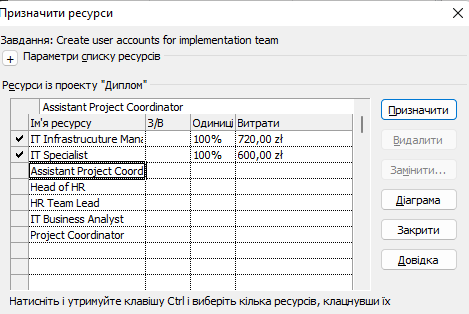 Призначити ресурси
Завдання: Create user accounts for implementation team
+ Параметри списку ресурсів
Ресурси із проекту "Диплом"
Assistant Project Coordinator
Ім'я ресурсу З/В Одиниці Витрати
IT Infrastrucuture Mana 100% 720,00 zł
IT Specialist 100% 600,00 zł
Assistant Project Coord
Head of HR
HR Team Lead
IT Business Analyst
Project Coordinator
Призначити
Видалити
Замінити...
Діаграма
Закрити
Довідка
Натисніть і утримуйте клавішу Ctrl і виберіть кілька ресурсів, клацнувши їх